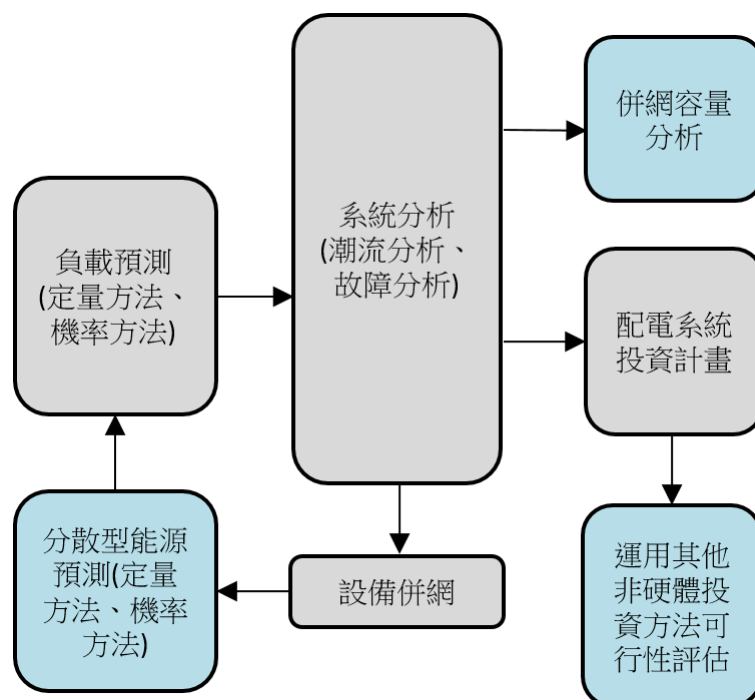 系統分析
(潮流分析、
故障分析)
併網容量
分析
負載預測
(定量方法、
機率方法)
配電系統
投資計畫
分散型能源
預測(定量
方法、機率
方法)
設備併網
運用其他
非硬體投
資方法可
行性評估